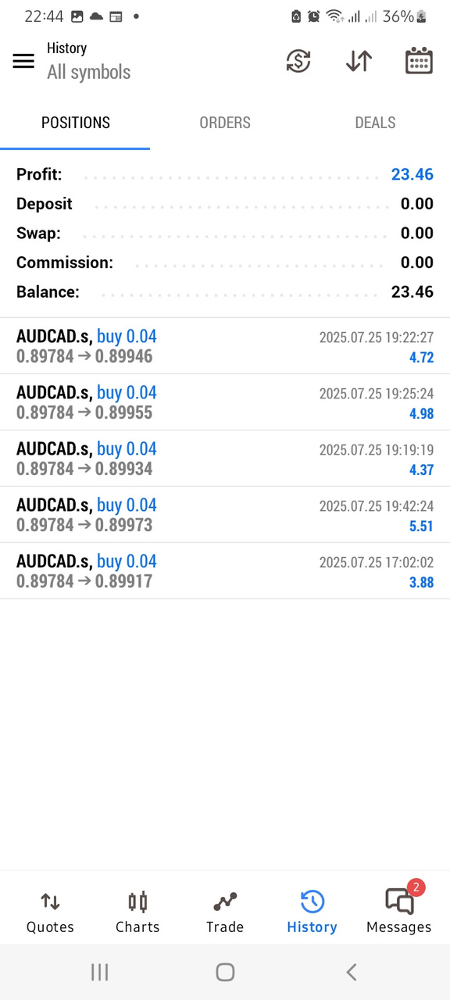 22:44 36%
History
All symbols
POSITIONS ORDERS DEALS
Profit: 23.46
Deposit 0.00
Swap: 0.00
Commission: 0.00
Balance: 23.46
AUDCAD.s, buy 0.04 2025.07.25 19:22:27
0.89784 → 0.89946 4.72
AUDCAD.s, buy 0.04 2025.07.25 19:25:24
0.89784 → 0.89955 4.98
AUDCAD.s, buy 0.04 2025.07.25 19:19:19
0.89784 → 0.89934 4.37
AUDCAD.s, buy 0.04 2025.07.25 19:42:24
0.89784 → 0.89973 5.51
AUDCAD.s, buy 0.04 2025.07.25 17:02:02
0.89784 → 0.89917 3.88
2
Quotes Charts Trade History Messages